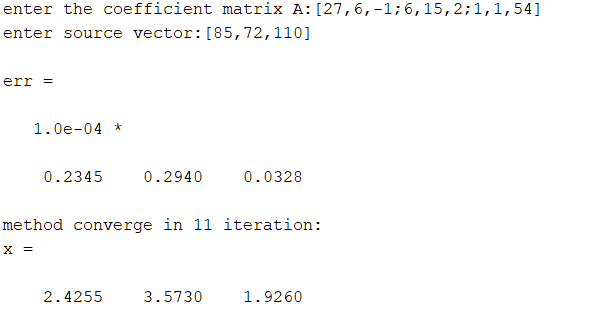 enter the coefficient matrix A:[27,6,-1;6,15,2;1,1,54]
enter source vector:[85,72,110]
err =
1.0e-04 *
0.2345 0.2940 0.0328
method converge in 11 iteration:
x =
2.4255 3.5730 1.9260